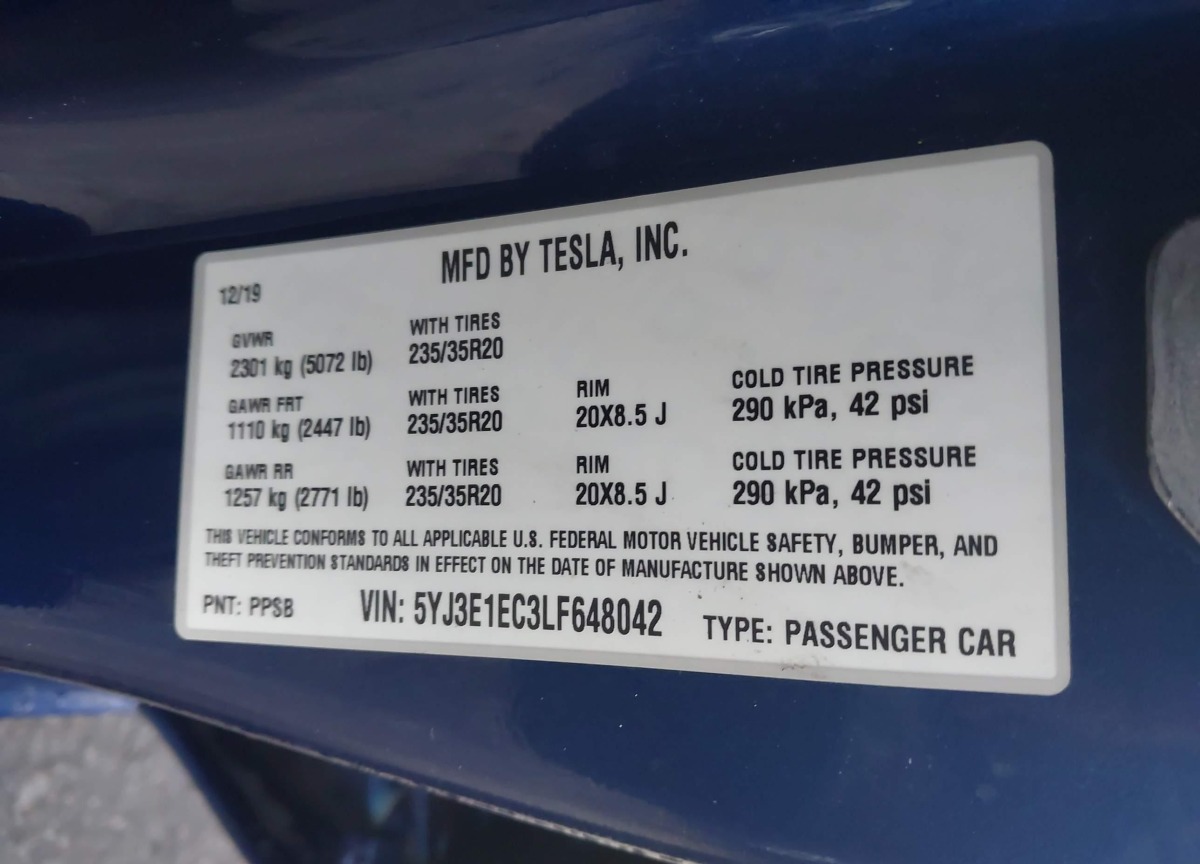 MFD BY TESLA, INC.
12/19
GVWR
2301 kg (5072 lb)
WITH TIRES
235/35R20
GAWR FRT
1110 kg (2447 lb)
WITH TIRES
235/35R20
RIM
20X8.5 J
COLD TIRE PRESSURE
290 kPa, 42 psi
GAWR RR
1257 kg (2771 lb)
WITH TIRES
235/35R20
RIM
20X8.5 J
COLD TIRE PRESSURE
290 kPa, 42 psi
THIS VEHICLE CONFORMS TO ALL APPLICABLE U.S. FEDERAL MOTOR VEHICLE SAFETY, BUMPER, AND
THEFT PREVENTION STANDARDS IN EFFECT ON THE DATE OF MANUFACTURE SHOWN ABOVE.
PNT: PPSB
VIN: 5YJ3E1EC3LF648042
TYPE: PASSENGER CAR